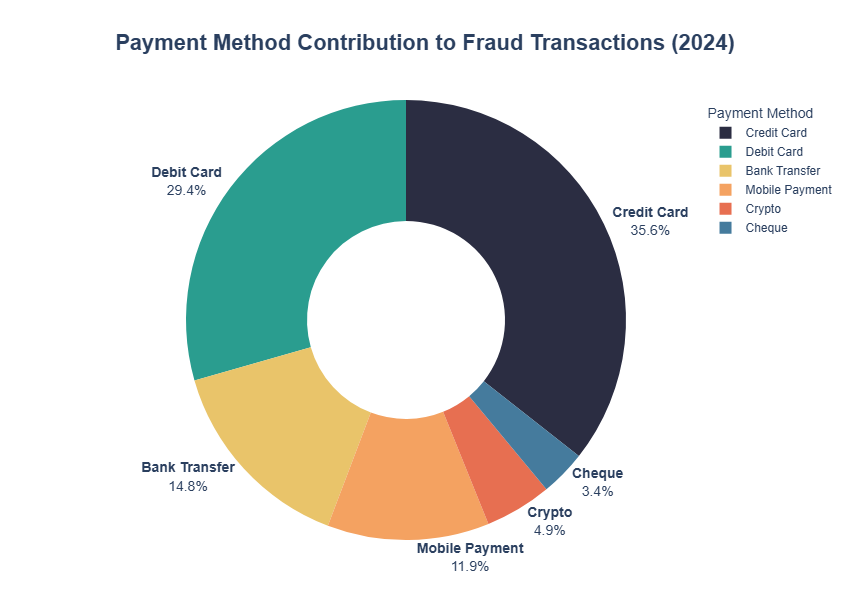 Payment Method Contribution to Fraud Transactions (2024)
Payment Method
Credit Card
Debit Card
Bank Transfer
Mobile Payment
Crypto
Cheque
Debit Card
29.4%
Credit Card
35.6%
Bank Transfer
14.8%
Cheque
3.4%
Crypto
4.9%
Mobile Payment
11.9%